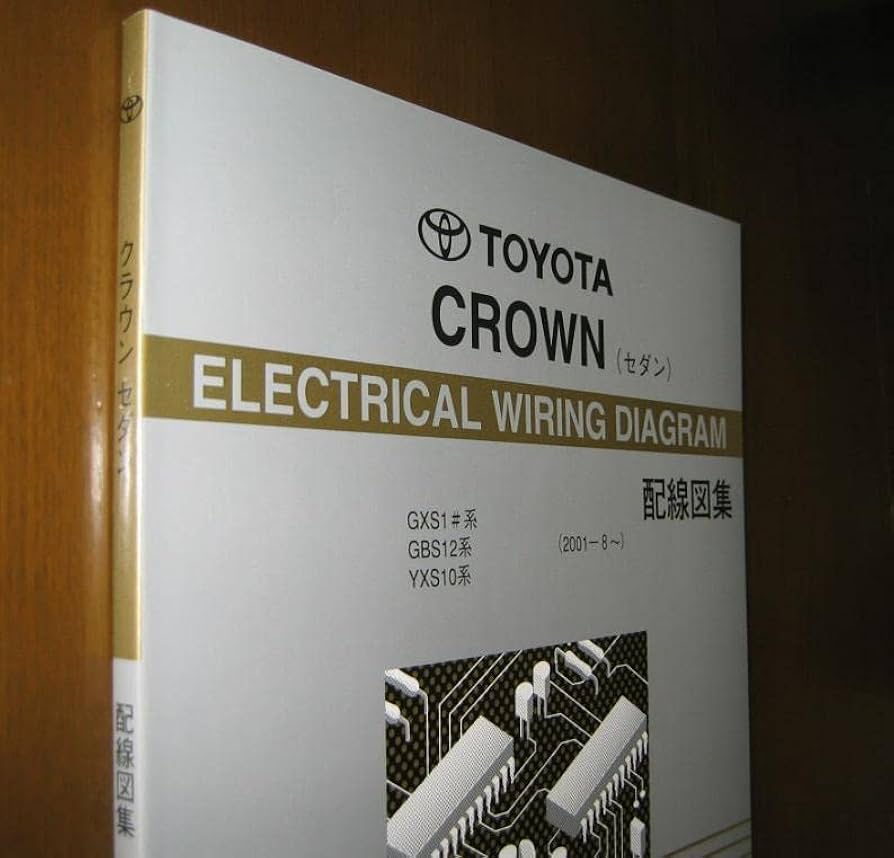 TOYOTA
CROWN (セダン)
ELECTRICAL WIRING DIAGRAM
配線図集
GXS1#系
GBS12系 (2001-8～)
YXS10系
クラウン セダン
配線図集